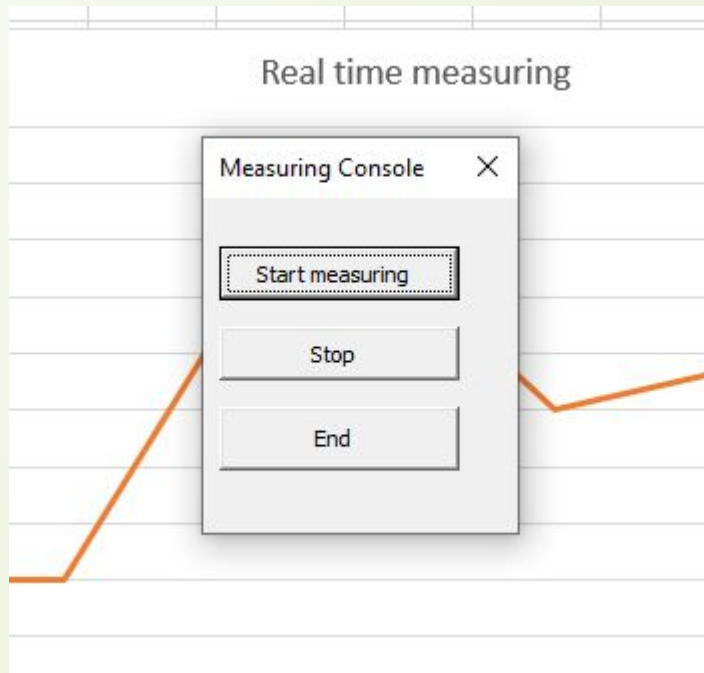 Real time measuring
Measuring Console
Start measuring
Stop
End